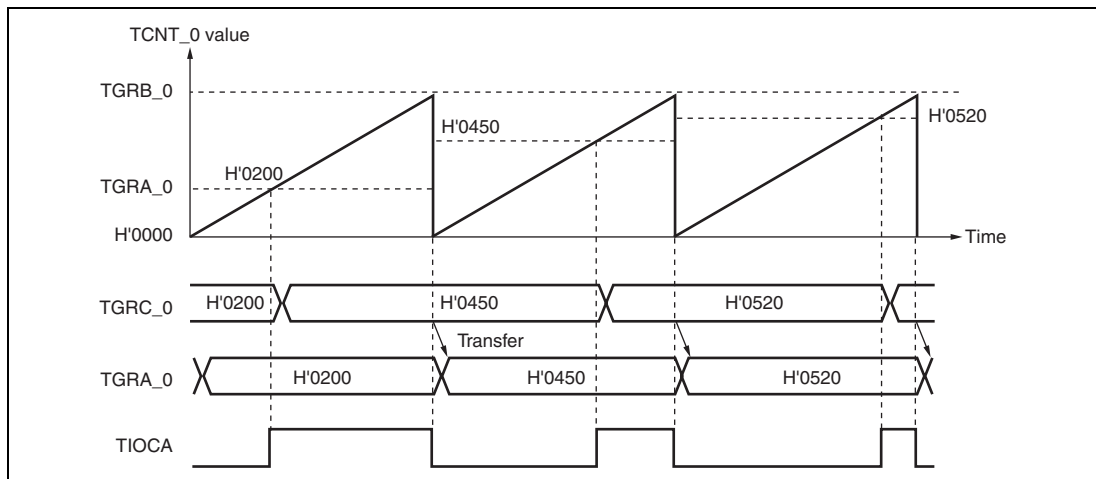 TCNT_0 value
TGRB_0
H'0520
H'0450
H'0200
TGRA_0
H'0000
Time
H'0200
H'0450
H'0520
TGRC_0
Transfer
H'0200
H'0450
H'0520
TGRA_0
TIOCA